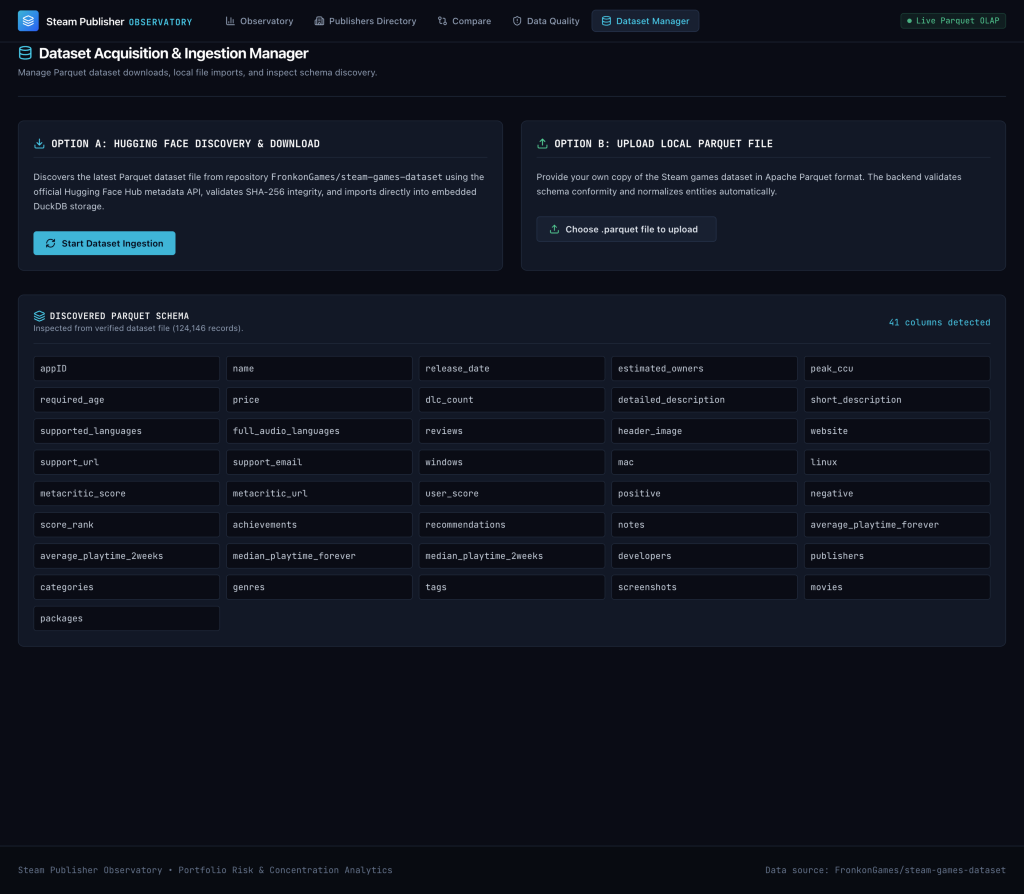 Steam Publisher OBSERVATORY
Observatory
Publishers Directory
Compare
Data Quality
Dataset Manager
Live Parquet OLAP
Dataset Acquisition & Ingestion Manager
Manage Parquet dataset downloads, local file imports, and inspect schema discovery.
OPTION A: HUGGING FACE DISCOVERY & DOWNLOAD
Discovers the latest Parquet dataset file from repository FronkonGames/steam-games-dataset using the
official Hugging Face Hub metadata API, validates SHA-256 integrity, and imports directly into embedded
DuckDB storage.
Start Dataset Ingestion
OPTION B: UPLOAD LOCAL PARQUET FILE
Provide your own copy of the Steam games dataset in Apache Parquet format. The backend validates
schema conformity and normalizes entities automatically.
Choose .parquet file to upload
DISCOVERED PARQUET SCHEMA
Inspected from verified dataset file (124,146 records).
41 columns detected
appID name release_date estimated_owners peak_ccu
required_age price dlc_count detailed_description short_description
supported_languages full_audio_languages reviews header_image website
support_url support_email windows mac linux
metacritic_score metacritic_url user_score positive negative
score_rank achievements recommendations notes average_playtime_forever
average_playtime_2weeks median_playtime_forever median_playtime_2weeks developers publishers
categories genres tags screenshots movies
packages
Steam Publisher Observatory • Portfolio Risk & Concentration Analytics
Data source: FronkonGames/steam-games-dataset